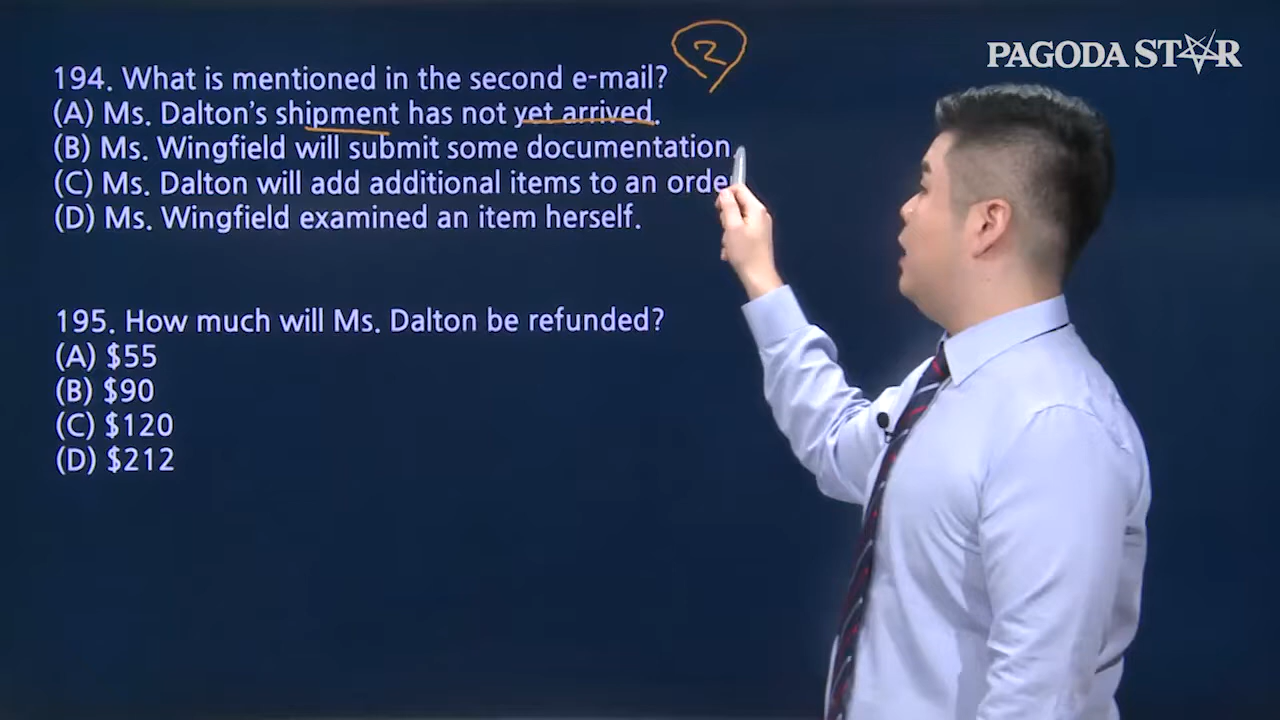 PAGODA STAR
2
194. What is mentioned in the second e-mail?
(A) Ms. Dalton's shipment has not yet arrived.
(B) Ms. Wingfield will submit some documentation.
(C) Ms. Dalton will add additional items to an orde
(D) Ms. Wingfield examined an item herself.
195. How much will Ms. Dalton be refunded?
(A) $55
(B) $90
(C) $120
(D) $212